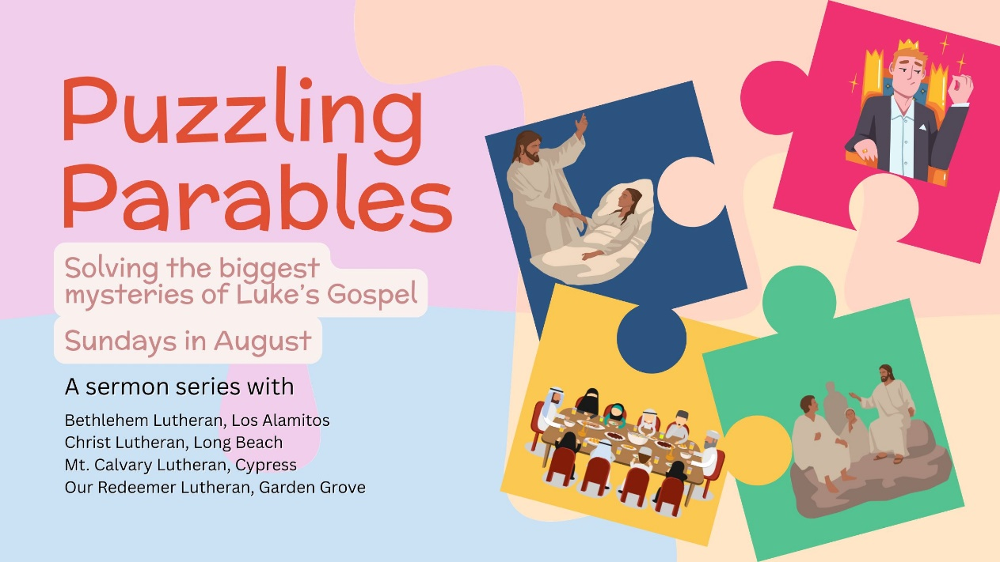 Puzzling
Parables
Solving the biggest
mysteries of Luke's Gospel
Sundays in August
A sermon series with
Bethlehem Lutheran, Los Alamitos
Christ Lutheran, Long Beach
Mt. Calvary Lutheran, Cypress
Our Redeemer Lutheran, Garden Grove